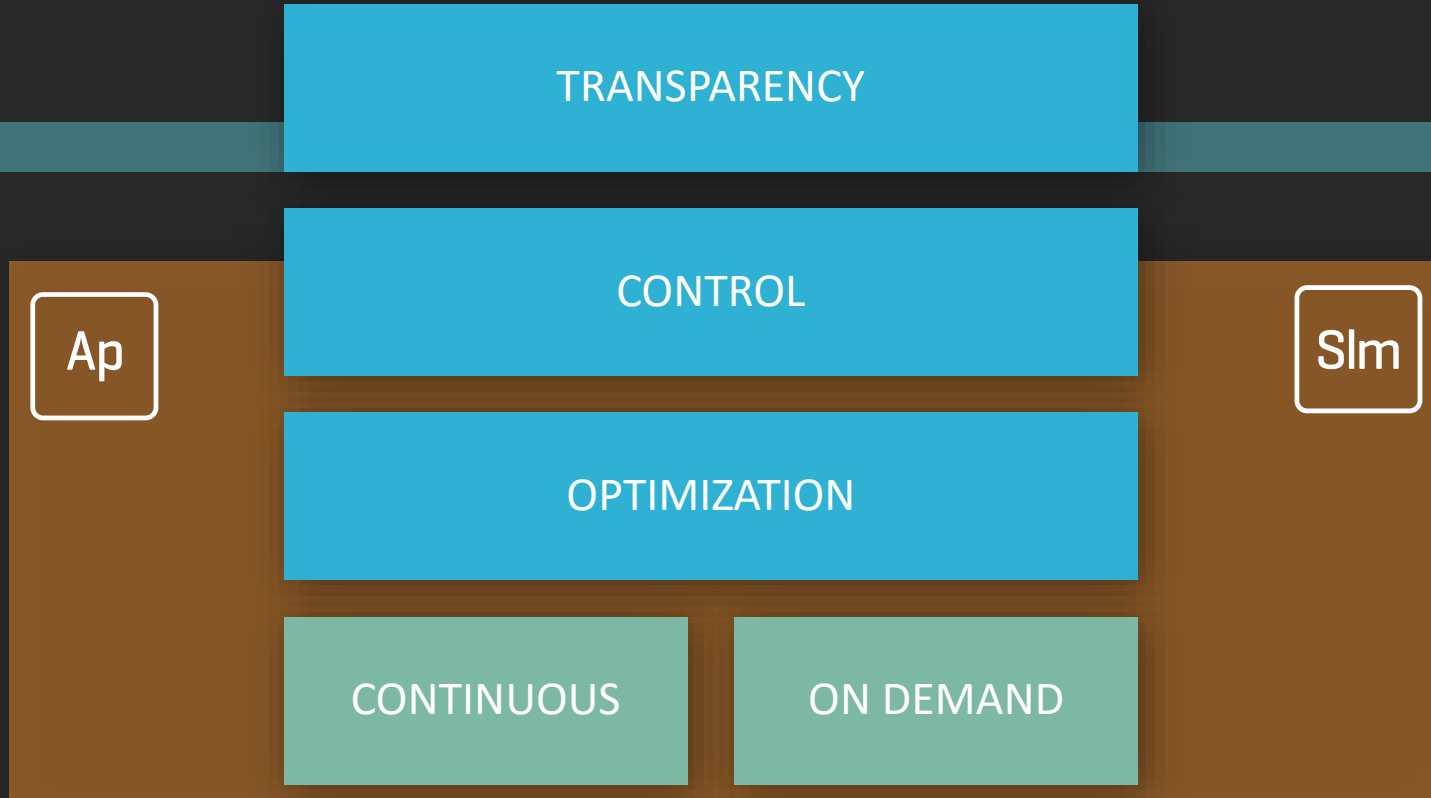 TRANSPARENCY
CONTROL
Ap
Slm
OPTIMIZATION
CONTINUOUS
ON DEMAND